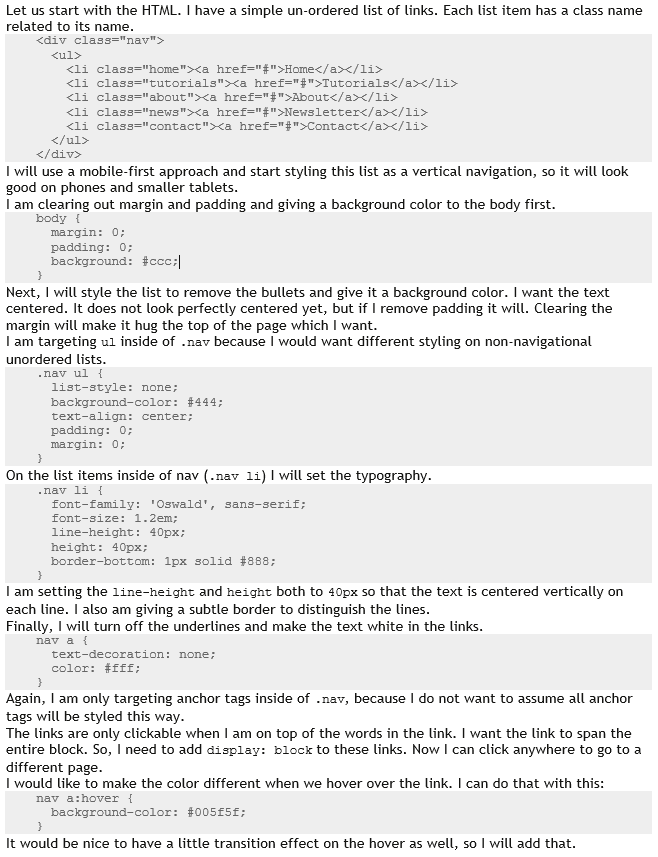 Let us start with the HTML. I have a simple un-ordered list of links. Each list item has a class name
related to its name.
<div class="nav">
<ul>
<li class="home"><a href="#">Home</a></li>
<li class="tutorials"><a href="#">Tutorials</a></li>
<li class="about"><a href="#">About</a></li>
<li class="news"><a href="#">Newsletter</a></li>
<li class="contact"><a href="#">Contact</a></li>
</ul>
</div>
I will use a mobile-first approach and start styling this list as a vertical navigation, so it will look
good on phones and smaller tablets.
I am clearing out margin and padding and giving a background color to the body first.
body {
margin: 0;
padding: 0;
background: #ccc;
}
Next, I will style the list to remove the bullets and give it a background color. I want the text
centered. It does not look perfectly centered yet, but if I remove padding it will. Clearing the
margin will make it hug the top of the page which I want.
I am targeting ul inside of .nav because I would want different styling on non-navigational
unordered lists.
.nav ul {
list-style: none;
background-color: #444;
text-align: center;
padding: 0;
margin: 0;
}
On the list items inside of nav (.nav li) I will set the typography.
.nav li {
font-family: 'Oswald', sans-serif;
font-size: 1.2em;
line-height: 40px;
height: 40px;
border-bottom: 1px solid #888;
}
I am setting the line-height and height both to 40px so that the text is centered vertically on
each line. I also am giving a subtle border to distinguish the lines.
Finally, I will turn off the underlines and make the text white in the links.
nav a {
text-decoration: none;
color: #fff;
}
Again, I am only targeting anchor tags inside of .nav, because I do not want to assume all anchor
tags will be styled this way.
The links are only clickable when I am on top of the words in the link. I want the link to span the
entire block. So, I need to add display: block to these links. Now I can click anywhere to go to a
different page.
I would like to make the color different when we hover over the link. I can do that with this:
nav a:hover {
background-color: #005f5f;
}
It would be nice to have a little transition effect on the hover as well, so I will add that.